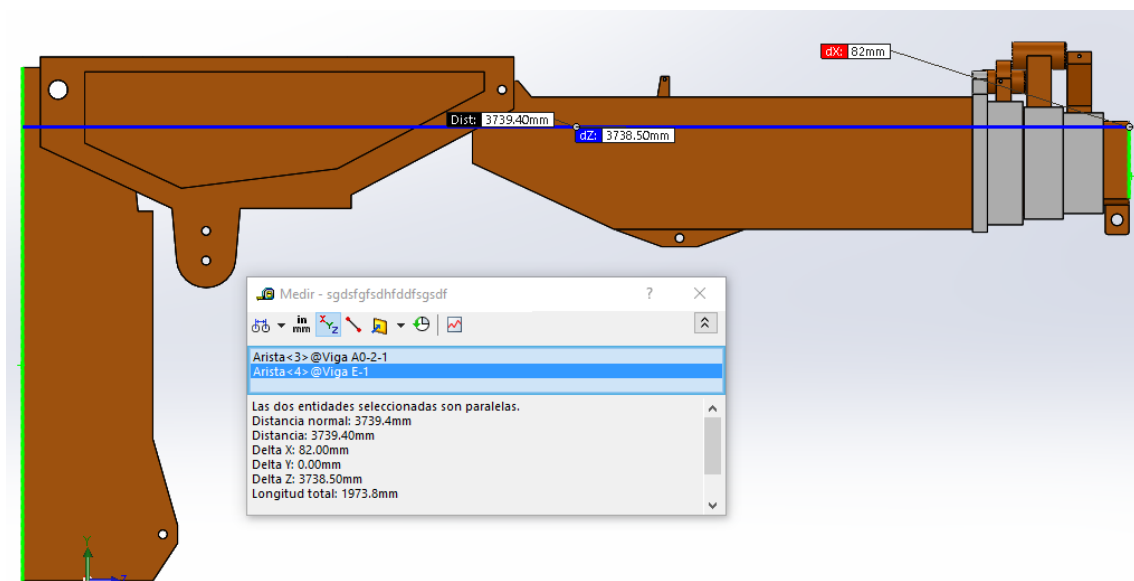 dX: 82mm
Dist: 3739.40mm
dZ: 3738.50mm
Medir - sgdsfgfsdhfddfsgsdf
?
in
mm
X
Y
Z
Arista<3>@Viga A0-2-1
Arista<4>@Viga E-1
Las dos entidades seleccionadas son paralelas.
Distancia normal: 3739.4mm
Distancia: 3739.40mm
Delta X: 82.00mm
Delta Y: 0.00mm
Delta Z: 3738.50mm
Longitud total: 1973.8mm
Y
Z